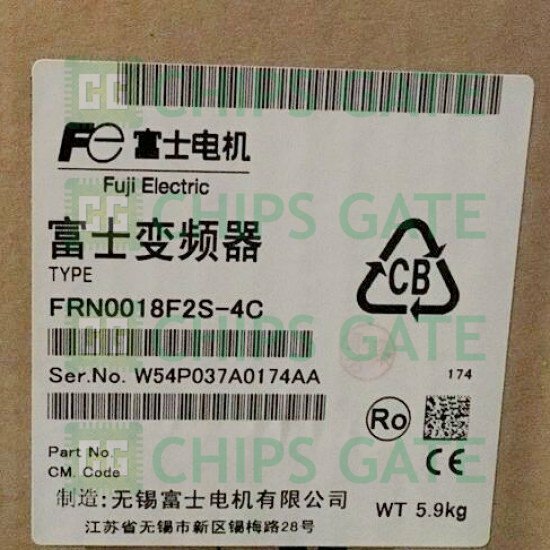 CHIPS GATE
Fe 富士电机
Fuji Electric
CHIPS GATE
富士变频器
TYPE
CB
FRN0018F2S-4C
CHIPS GATE
Ser.No. W54P037A0174AA
174
Ro
Part No.
CM. Code
CE
CHIPS GATE
制造:无锡富士电机有限公司
WT 5.9kg
江苏省无锡市新区锡梅路28号